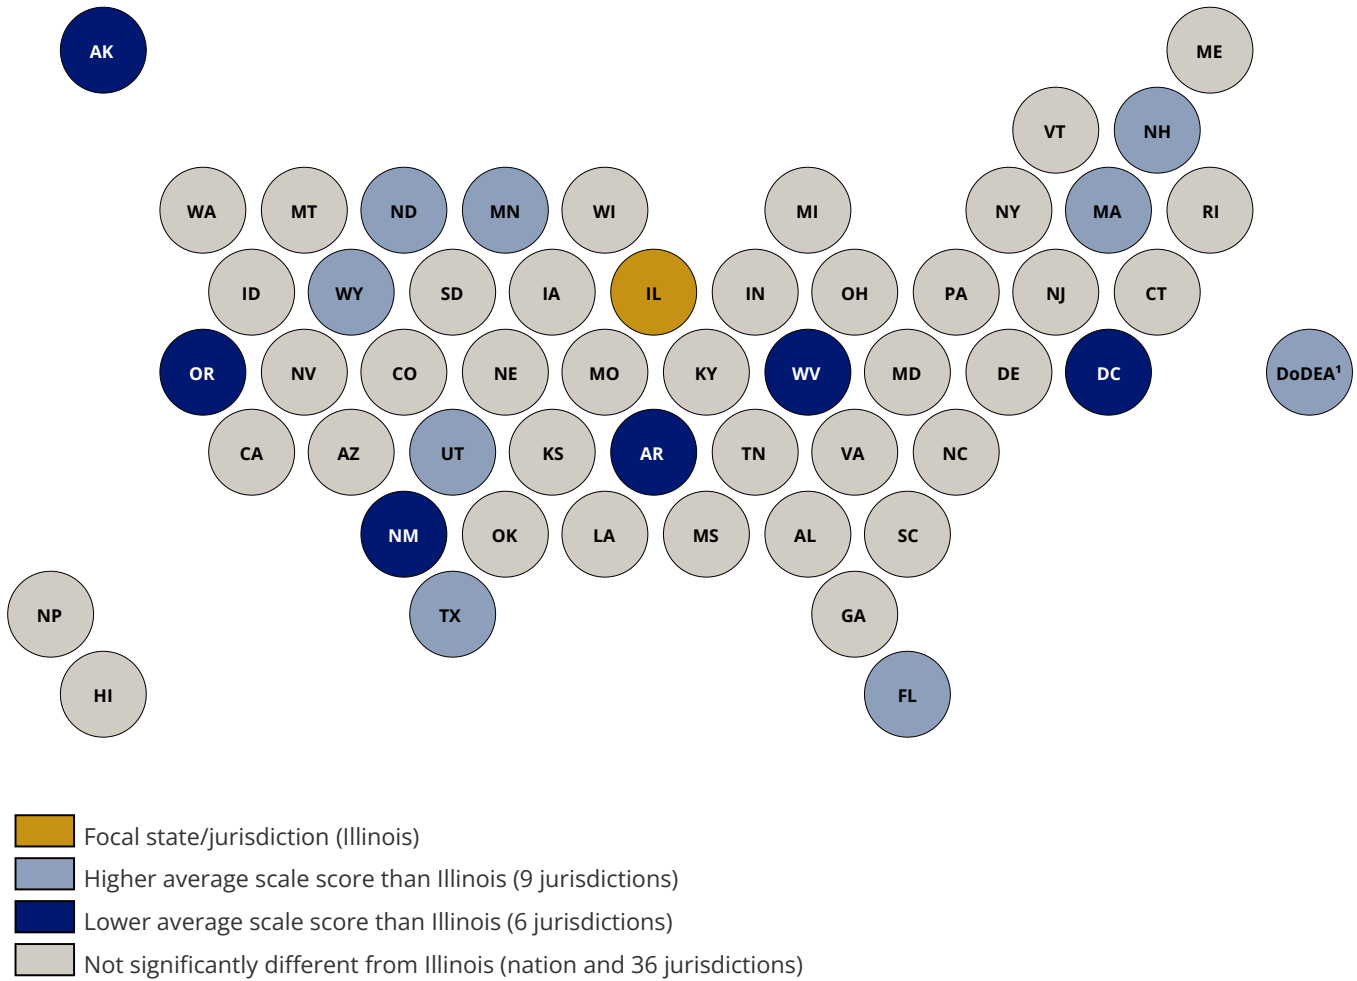 AK
ME
VT NH
WA MT ND MN WI MI NY MA RI
ID WY SD IA IL IN OH PA NJ CT
OR NV CO NE MO KY WV MD DE DC DoDEA¹
CA AZ UT KS AR TN VA NC
NM OK LA MS AL SC
NP TX GA
HI FL
Focal state/jurisdiction (Illinois)
Higher average scale score than Illinois (9 jurisdictions)
Lower average scale score than Illinois (6 jurisdictions)
Not significantly different from Illinois (nation and 36 jurisdictions)